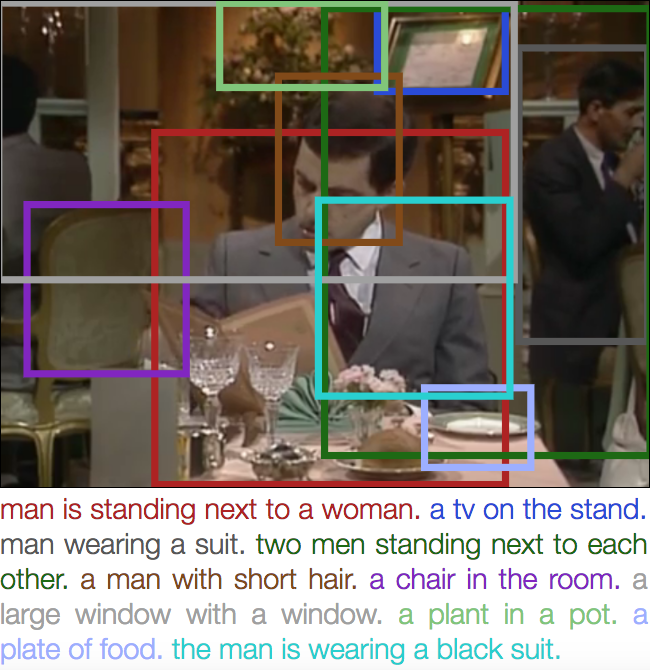 man is standing next to a woman. a tv on the stand.
man wearing a suit. two men standing next to each
other. a man with short hair. a chair in the room. a
large window with a window. a plant in a pot. a
plate of food. the man is wearing a black suit.